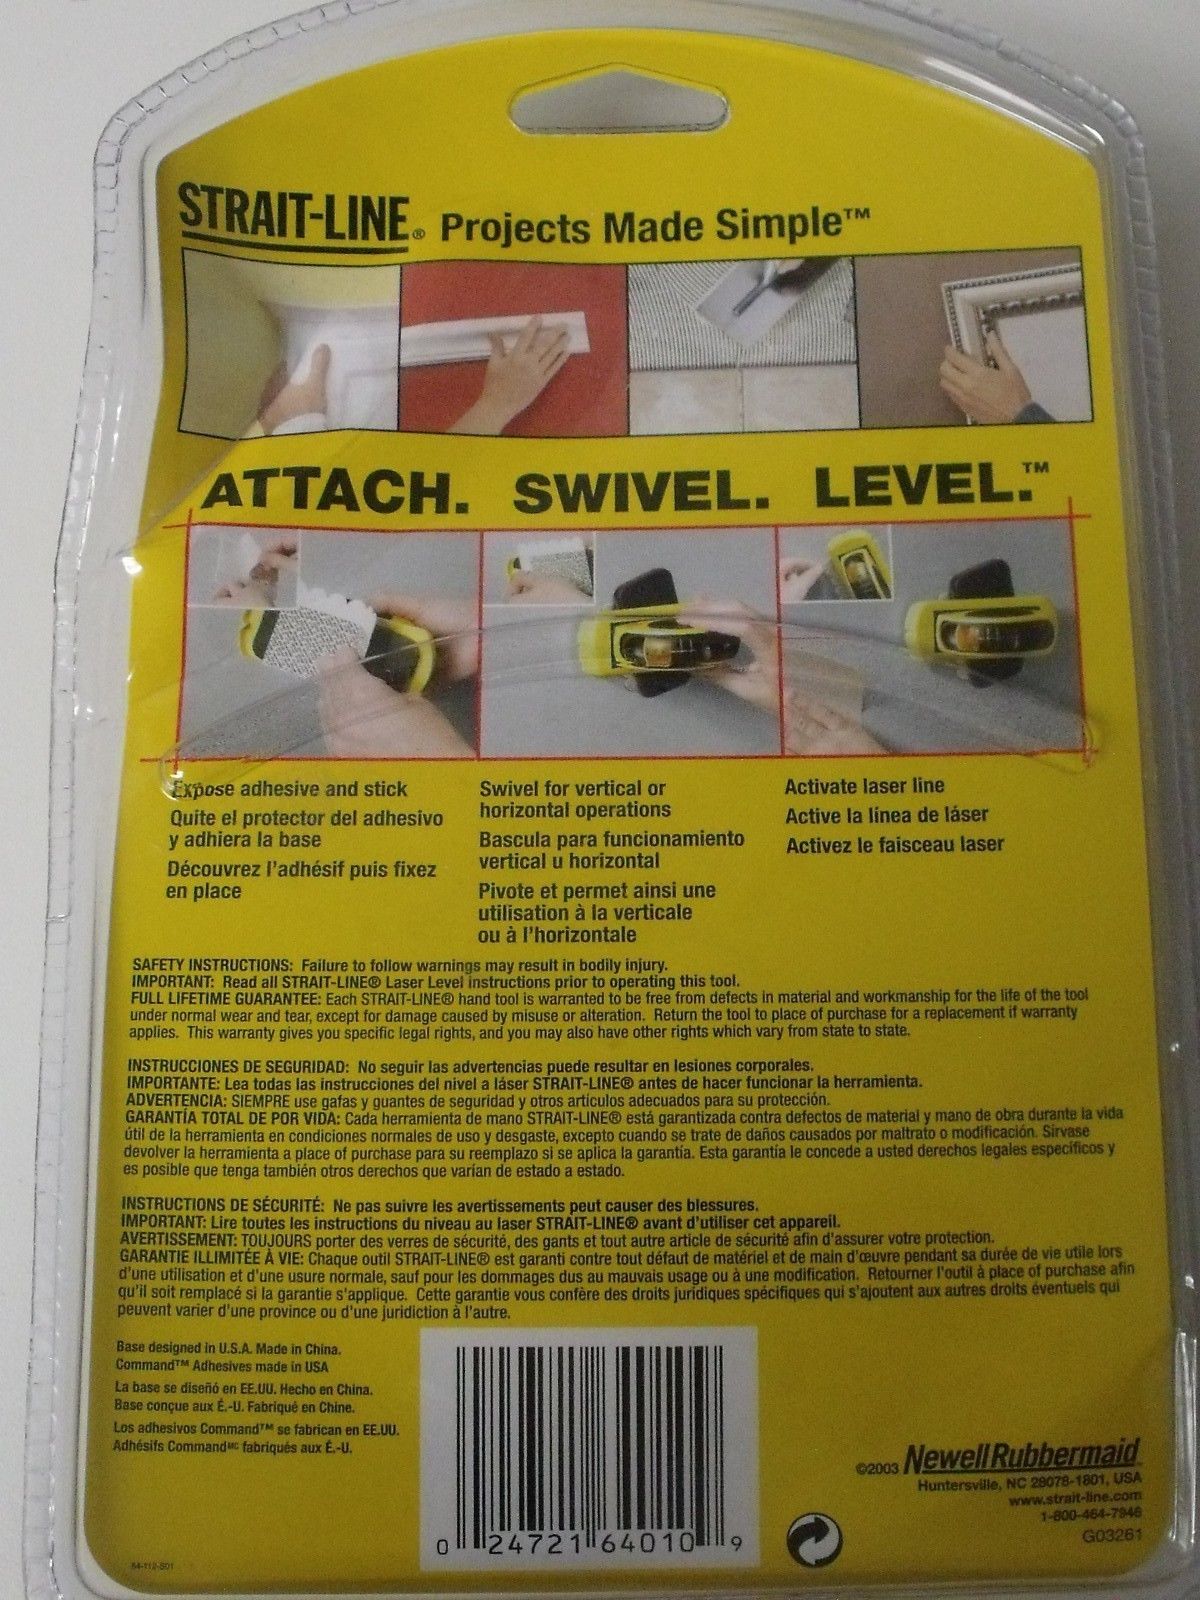 STRAIT-LINE® Projects Made Simple™
ATTACH. SWIVEL. LEVEL.™
Expose adhesive and stick
Quite el protector del adhesivo
y adhiera la base
Découvrez l'adhésif puis fixez
en place
Swivel for vertical or
horizontal operations
Bascula para funcionamiento
vertical u horizontal
Pivote et permet ainsi une
utilisation à la verticale
ou à l'horizontale
Activate laser line
Active la línea de láser
Activez le faisceau laser
SAFETY INSTRUCTIONS: Failure to follow warnings may result in bodily injury.
IMPORTANT: Read all STRAIT-LINE® Laser Level instructions prior to operating this tool.
FULL LIFETIME GUARANTEE: Each STRAIT-LINE® hand tool is warranted to be free from defects in material and workmanship for the life of the tool
under normal wear and tear, except for damage caused by misuse or alteration. Return the tool to place of purchase for a replacement if warranty
applies. This warranty gives you specific legal rights, and you may also have other rights which vary from state to state.
INSTRUCCIONES DE SEGURIDAD: No seguir las advertencias puede resultar en lesiones corporales.
IMPORTANTE: Lea todas las instrucciones del nivel a láser STRAIT-LINE® antes de hacer funcionar la herramienta.
ADVERTENCIA: SIEMPRE use gafas y guantes de seguridad y otros artículos adecuados para su protección.
GARANTÍA TOTAL DE POR VIDA: Cada herramienta de mano STRAIT-LINE® está garantizada contra defectos de material y mano de obra durante la vida
útil de la herramienta en condiciones normales de uso y desgaste, excepto cuando se trate de daños causados por maltrato o modificación. Sirvase
devolver la herramienta a place of purchase para su reemplazo si se aplica la garantía. Esta garantía le concede a usted derechos legales específicos y
es posible que tenga también otros derechos que varían de estado a estado.
INSTRUCTIONS DE SÉCURITÉ: Ne pas suivre les avertissements peut causer des blessures.
IMPORTANT: Lire toutes les instructions du niveau au laser STRAIT-LINE® avant d'utiliser cet appareil.
AVERTISSEMENT: TOUJOURS porter des verres de sécurité, des gants et tout autre article de sécurité afin d'assurer votre protection.
GARANTIE ILLIMITÉE À VIE: Chaque outil STRAIT-LINE® est garanti contre tout défaut de matériel et de main d'œuvre pendant sa durée de vie utile lors
d'une utilisation et d'une usure normale, sauf pour les dommages dus au mauvais usage ou à une modification. Retourner l'outil à place of purchase afin
qu'il soit remplacé si la garantie s'applique. Cette garantie vous confère des droits juridiques spécifiques qui s'ajoutent aux autres droits éventuels qui
peuvent varier d'une province ou d'une juridiction à l'autre.
Base designed in U.S.A. Made in China.
Command™ Adhesives made in USA
La base se diseñó en EE.UU. Hecho en China.
Base conçue aux É.-U. Fabriqué en Chine.
Los adhesivos Command™ se fabrican en EE.UU.
Adhésifs Commandᴹᶜ fabriqués aux É.-U.
0 24721 64010 9
©2003 Newell Rubbermaid
Huntersville, NC 28078-1801, USA
www.strait-line.com
1-800-464-7946
G03261
64-112-S01